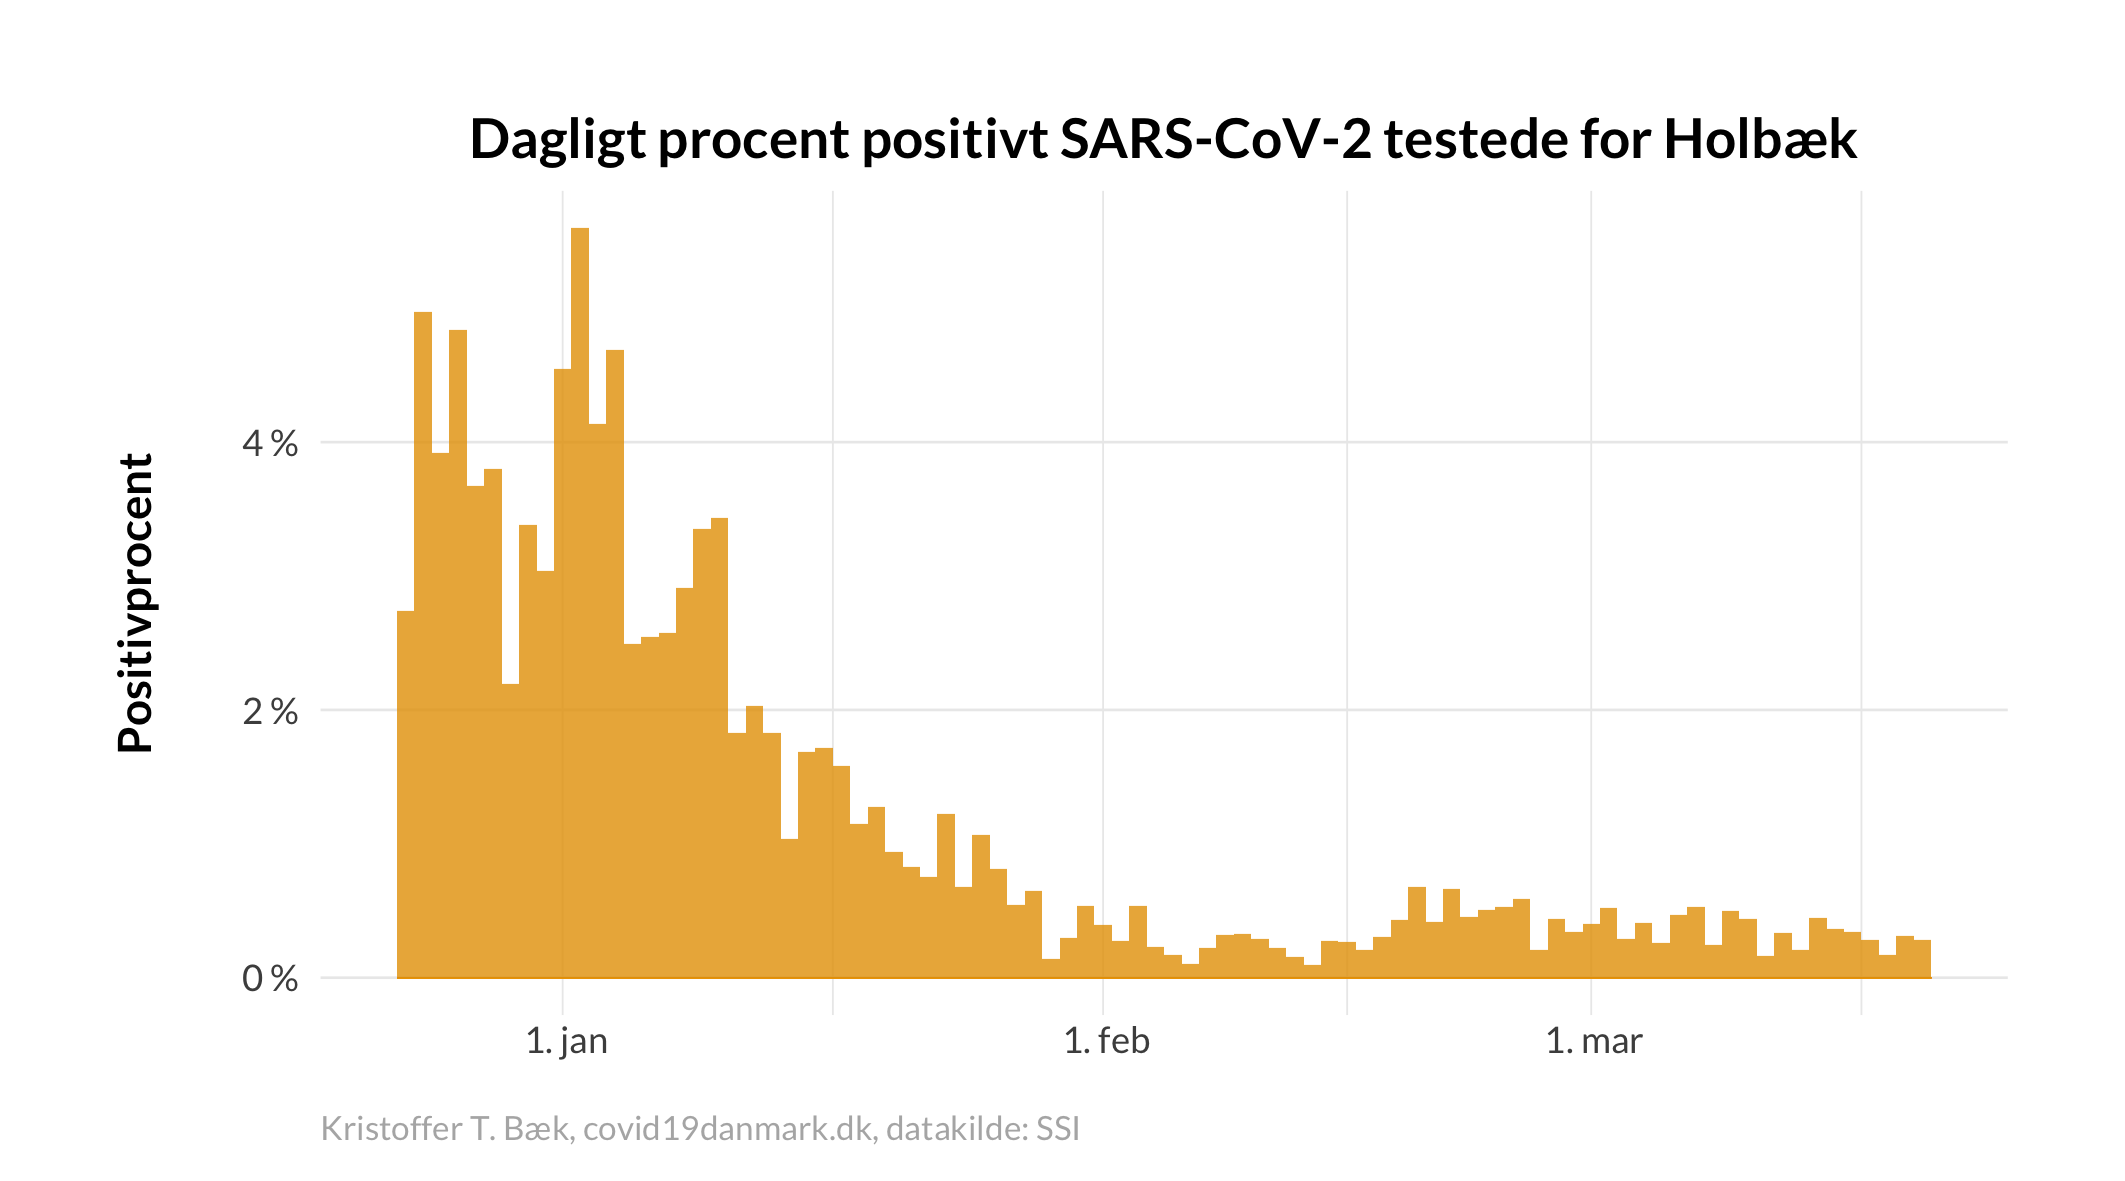 Dagligt procent positivt SARS-CoV-2 testede for Holbæk
Positivprocent
4 %
2 %
0 %
1. jan
1. feb
1. mar
Kristoffer T. Bæk, covid19danmark.dk, datakilde: SSI